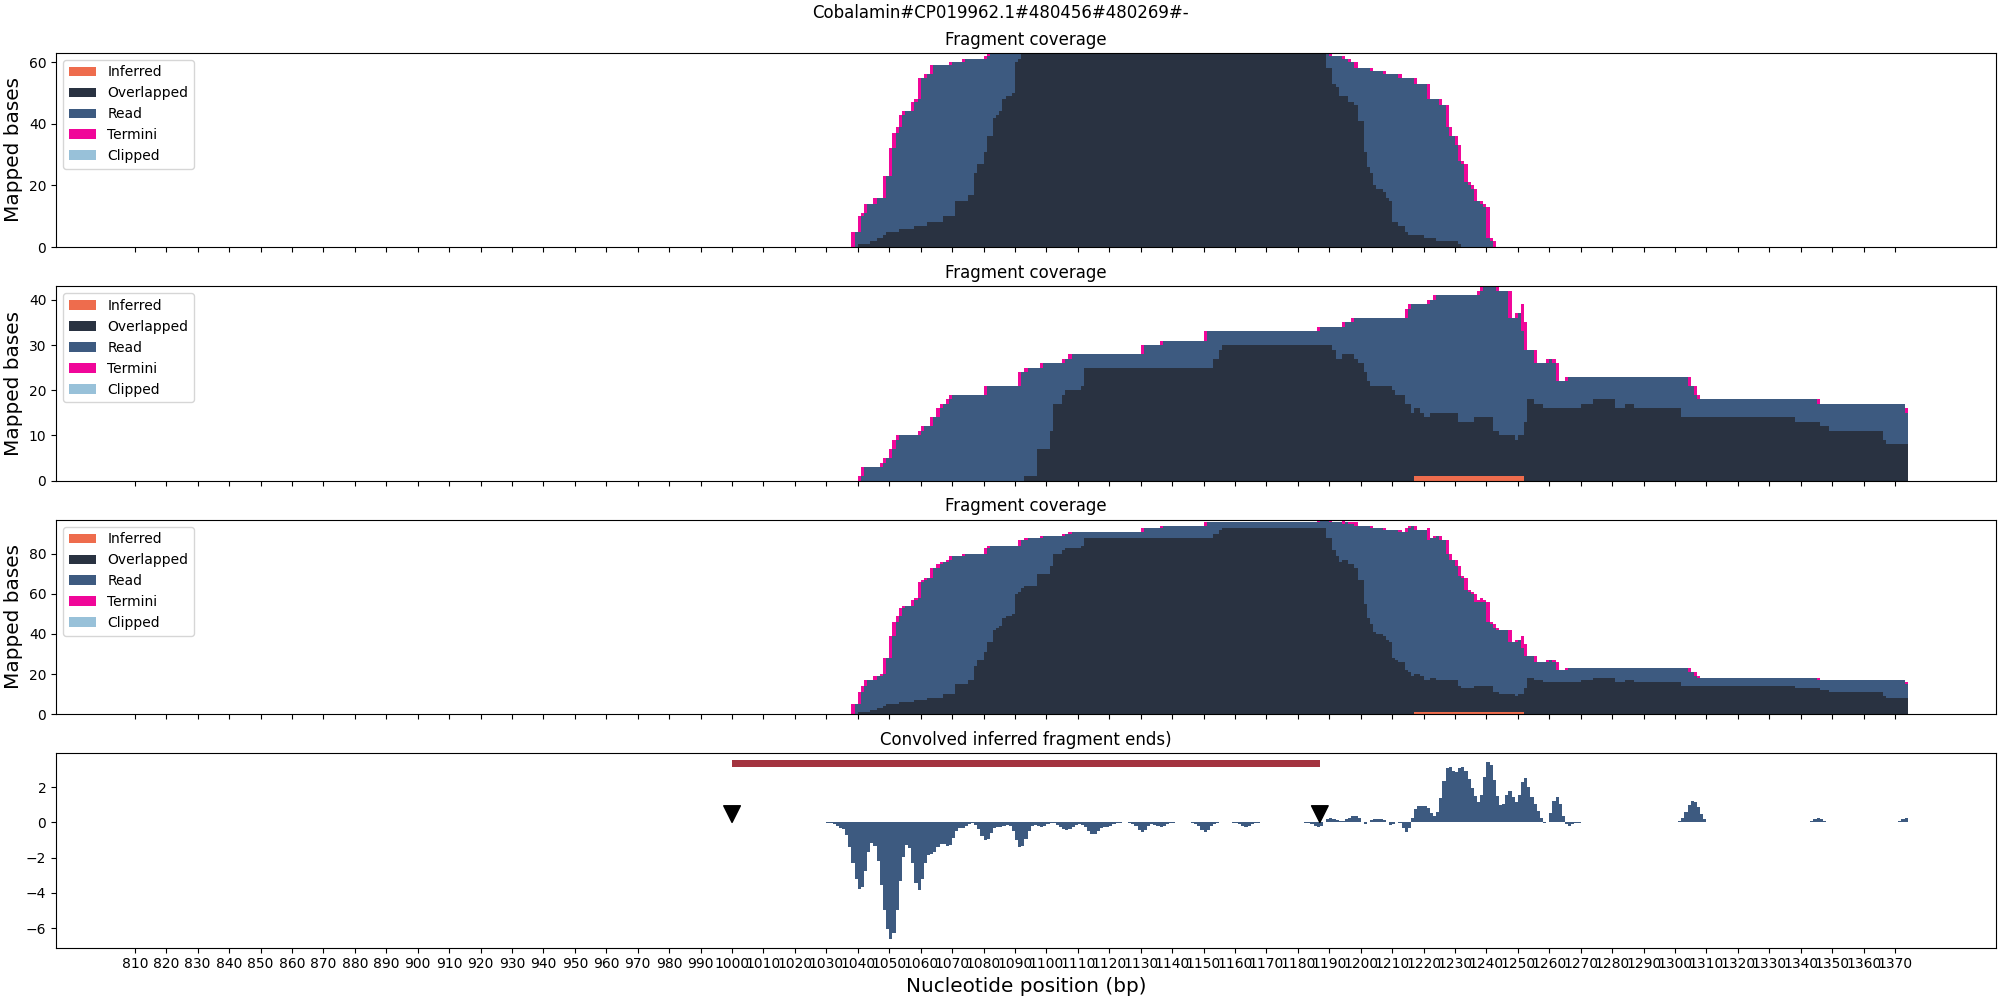 Cobalamin#CP019962.1#480456#480269#-
Fragment coverage
60
40
20
0
Mapped bases
Inferred
Overlapped
Read
Termini
Clipped
Fragment coverage
40
30
20
10
0
Mapped bases
Inferred
Overlapped
Read
Termini
Clipped
Fragment coverage
80
60
40
20
0
Mapped bases
Inferred
Overlapped
Read
Termini
Clipped
Convolved inferred fragment ends)
2
0
−2
−4
−6
810 820 830 840 850 860 870 880 890 900 910 920 930 940 950 960 970 980 990 1000 1010 1020 1030 1040 1050 1060 1070 1080 1090 1100 1110 1120 1130 1140 1150 1160 1170 1180 1190 1200 1210 1220 1230 1240 1250 1260 1270 1280 1290 1300 1310 1320 1330 1340 1350 1360 1370
Nucleotide position (bp)